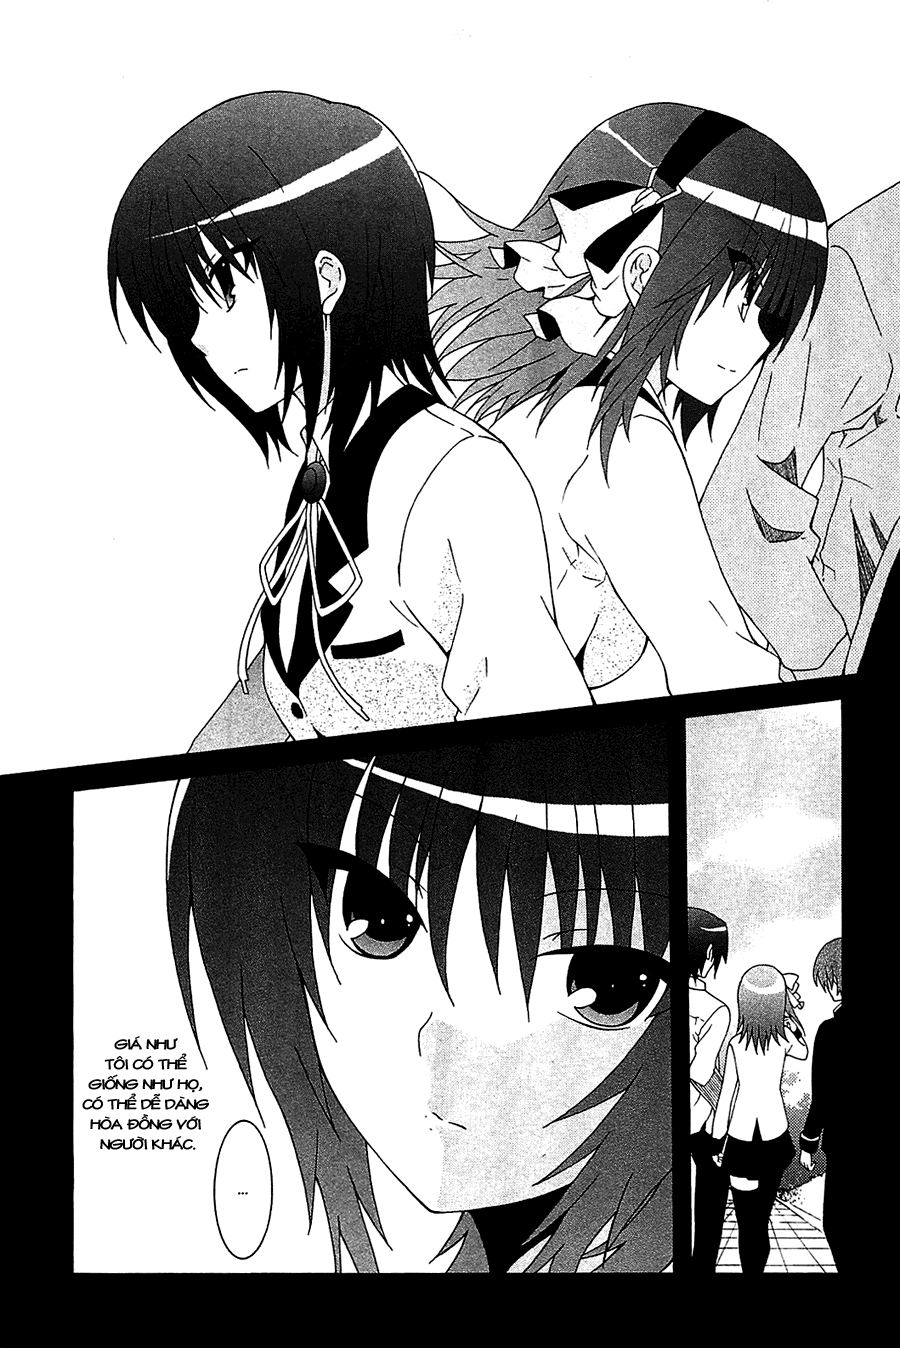 GIÁ NHƯ
TÔI CÓ THỂ
GIỐNG NHƯ HỌ,
CÓ THỂ DỄ DÀNG
HÒA ĐỒNG VỚI
NGƯỜI KHÁC.
...